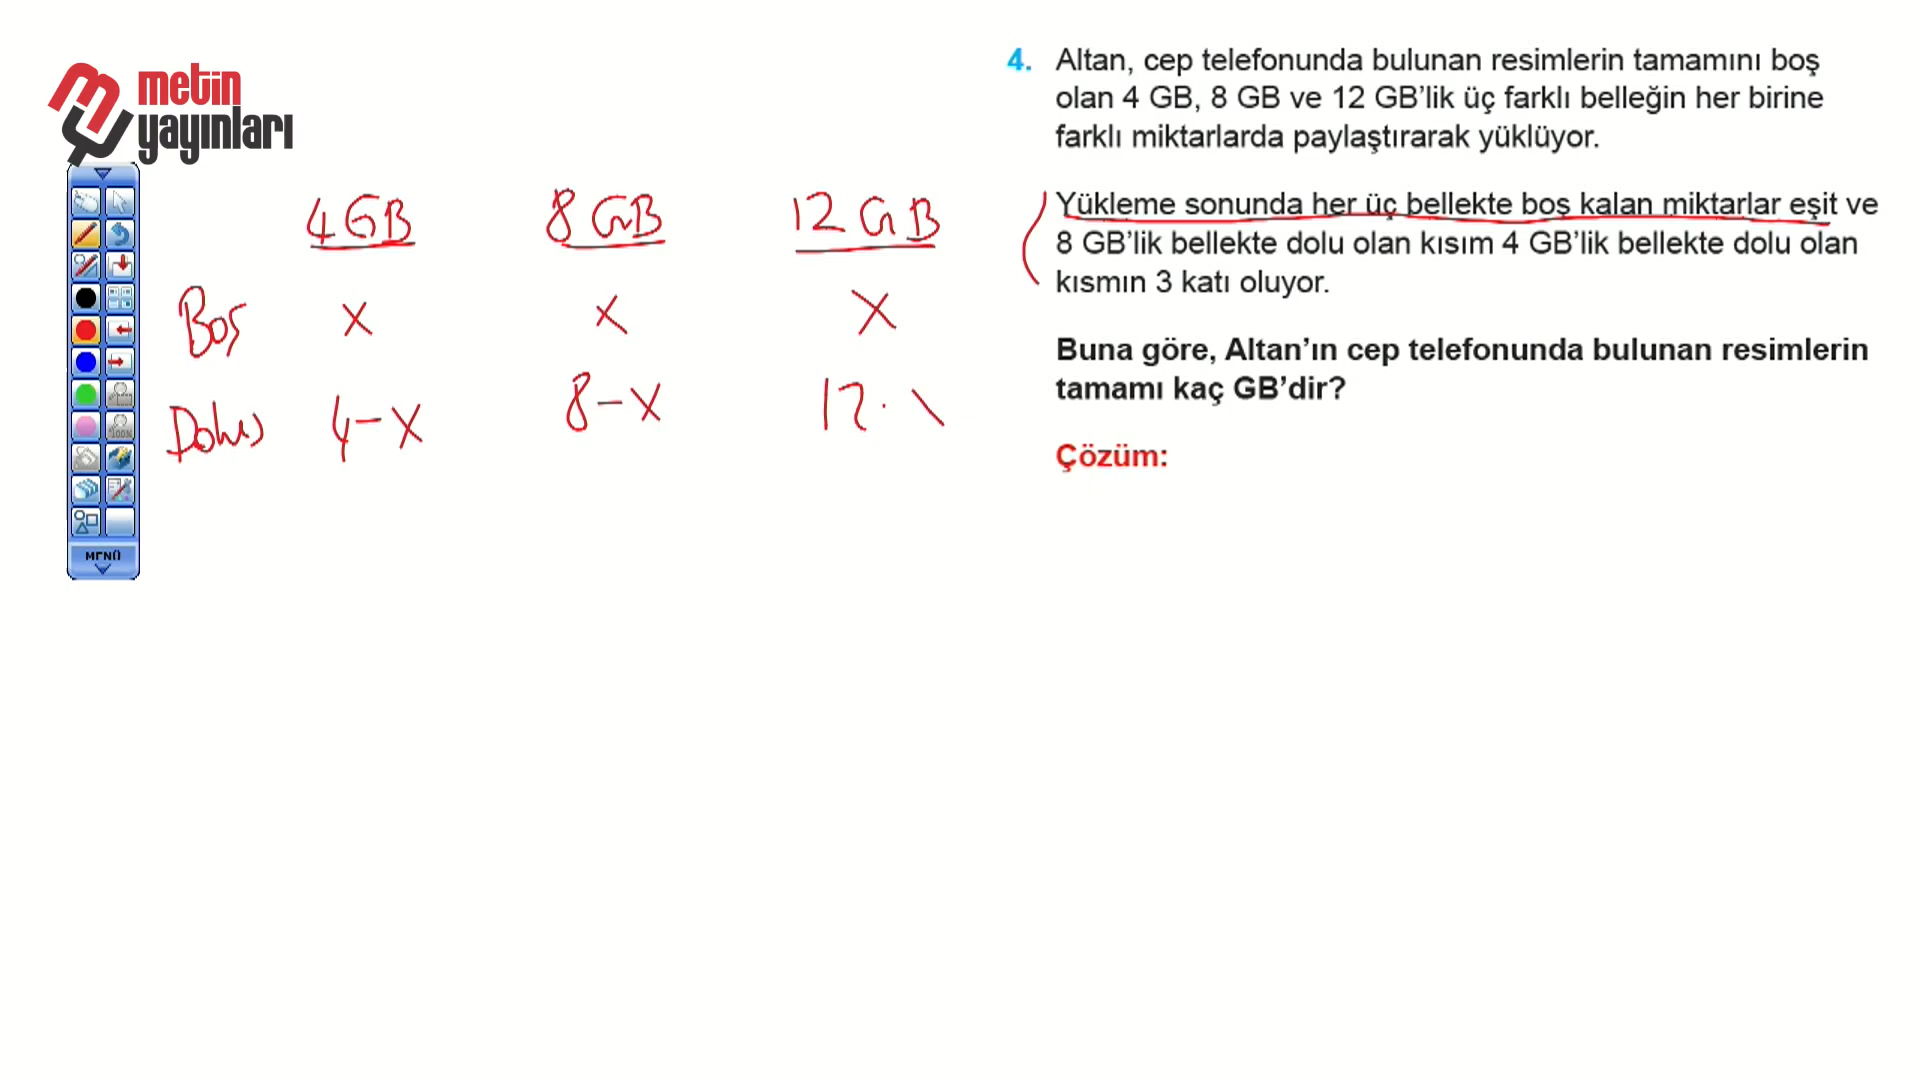 metin
yayınları
4 GB 8 GB 12 GB
Boş x x x
Dolu 4-x 8-x
MENÜ
4. Altan, cep telefonunda bulunan resimlerin tamamını boş
olan 4 GB, 8 GB ve 12 GB'lik üç farklı belleğin her birine
farklı miktarlarda paylaştırarak yüklüyor.
Yükleme sonunda her üç bellekte boş kalan miktarlar eşit ve
8 GB'lik bellekte dolu olan kısım 4 GB'lik bellekte dolu olan
kısmın 3 katı oluyor.
Buna göre, Altan'ın cep telefonunda bulunan resimlerin
tamamı kaç GB'dir?
Çözüm: